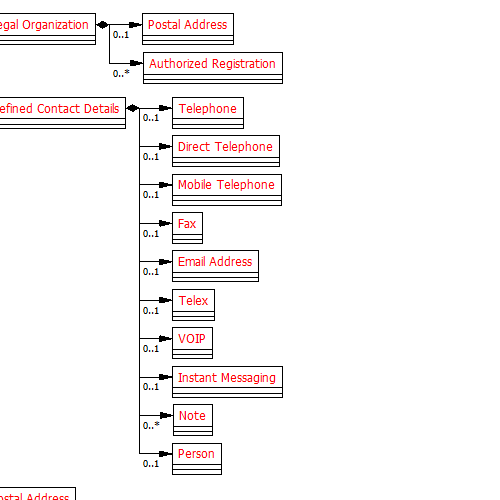 egal Organization
Postal Address
0..1
Authorized Registration
0..*
efined Contact Details
Telephone
0..1
Direct Telephone
0..1
Mobile Telephone
0..1
Fax
0..1
Email Address
0..1
Telex
0..1
VOIP
0..1
Instant Messaging
0..1
Note
0..*
Person
0..1
ostal Address